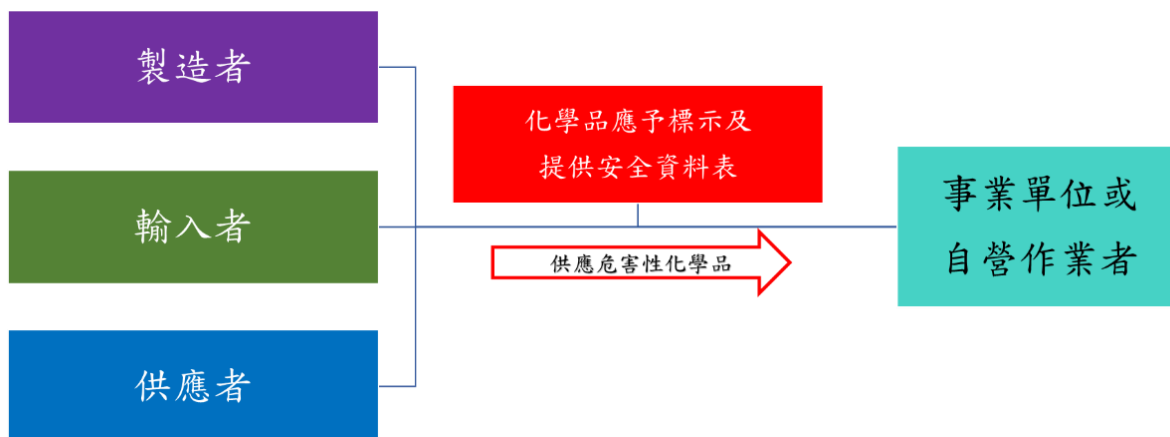 製造者
輸入者
供應者
化學品應予標示及
提供安全資料表
供應危害性化學品
事業單位或
自營作業者